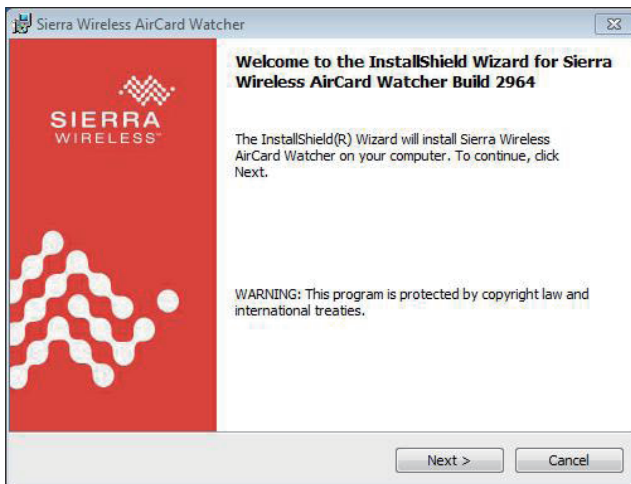 Sierra Wireless AirCard Watcher
SIERRA
WIRELESS™
Welcome to the InstallShield Wizard for Sierra
Wireless AirCard Watcher Build 2964
The InstallShield(R) Wizard will install Sierra Wireless
AirCard Watcher on your computer. To continue, click
Next.
WARNING: This program is protected by copyright law and
international treaties.
Next >
Cancel